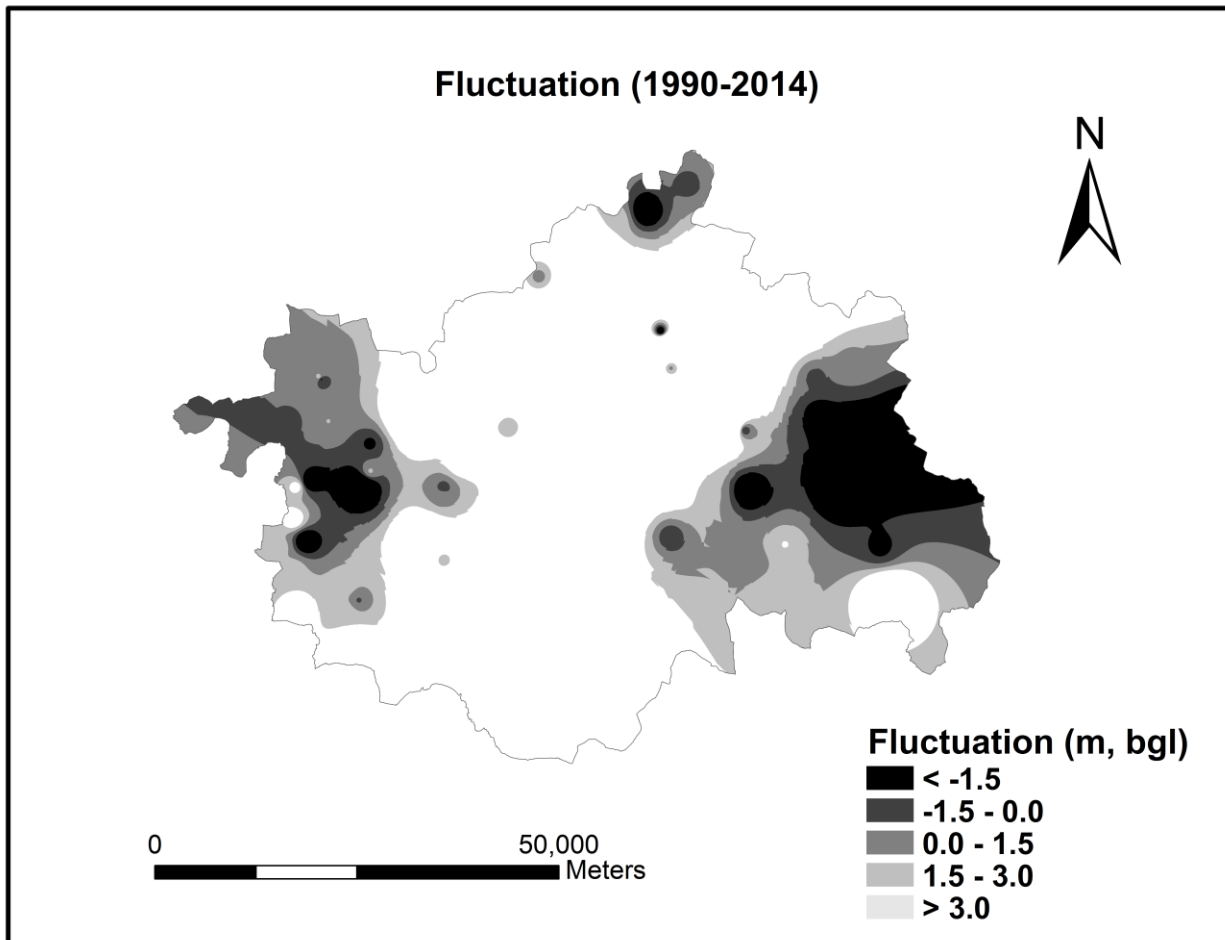 Fluctuation (1990-2014)
N
Fluctuation (m, bgl)
< -1.5
-1.5 - 0.0
0.0 - 1.5
1.5 - 3.0
> 3.0
0 50,000
Meters